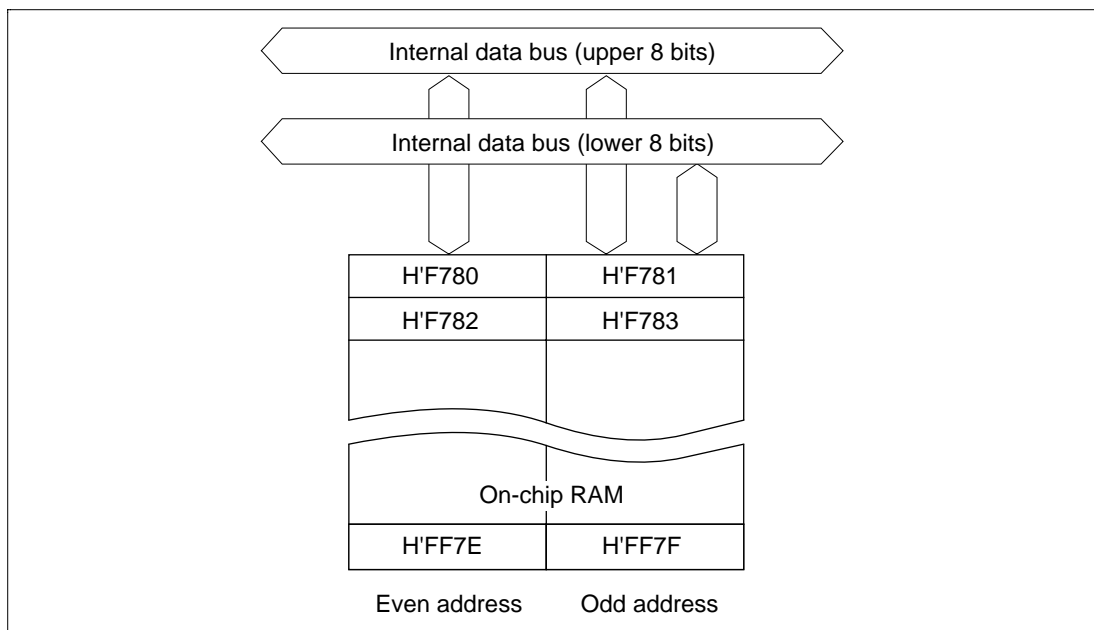 Internal data bus (upper 8 bits)
Internal data bus (lower 8 bits)
H'F780 H'F781
H'F782 H'F783
On-chip RAM
H'FF7E H'FF7F
Even address Odd address